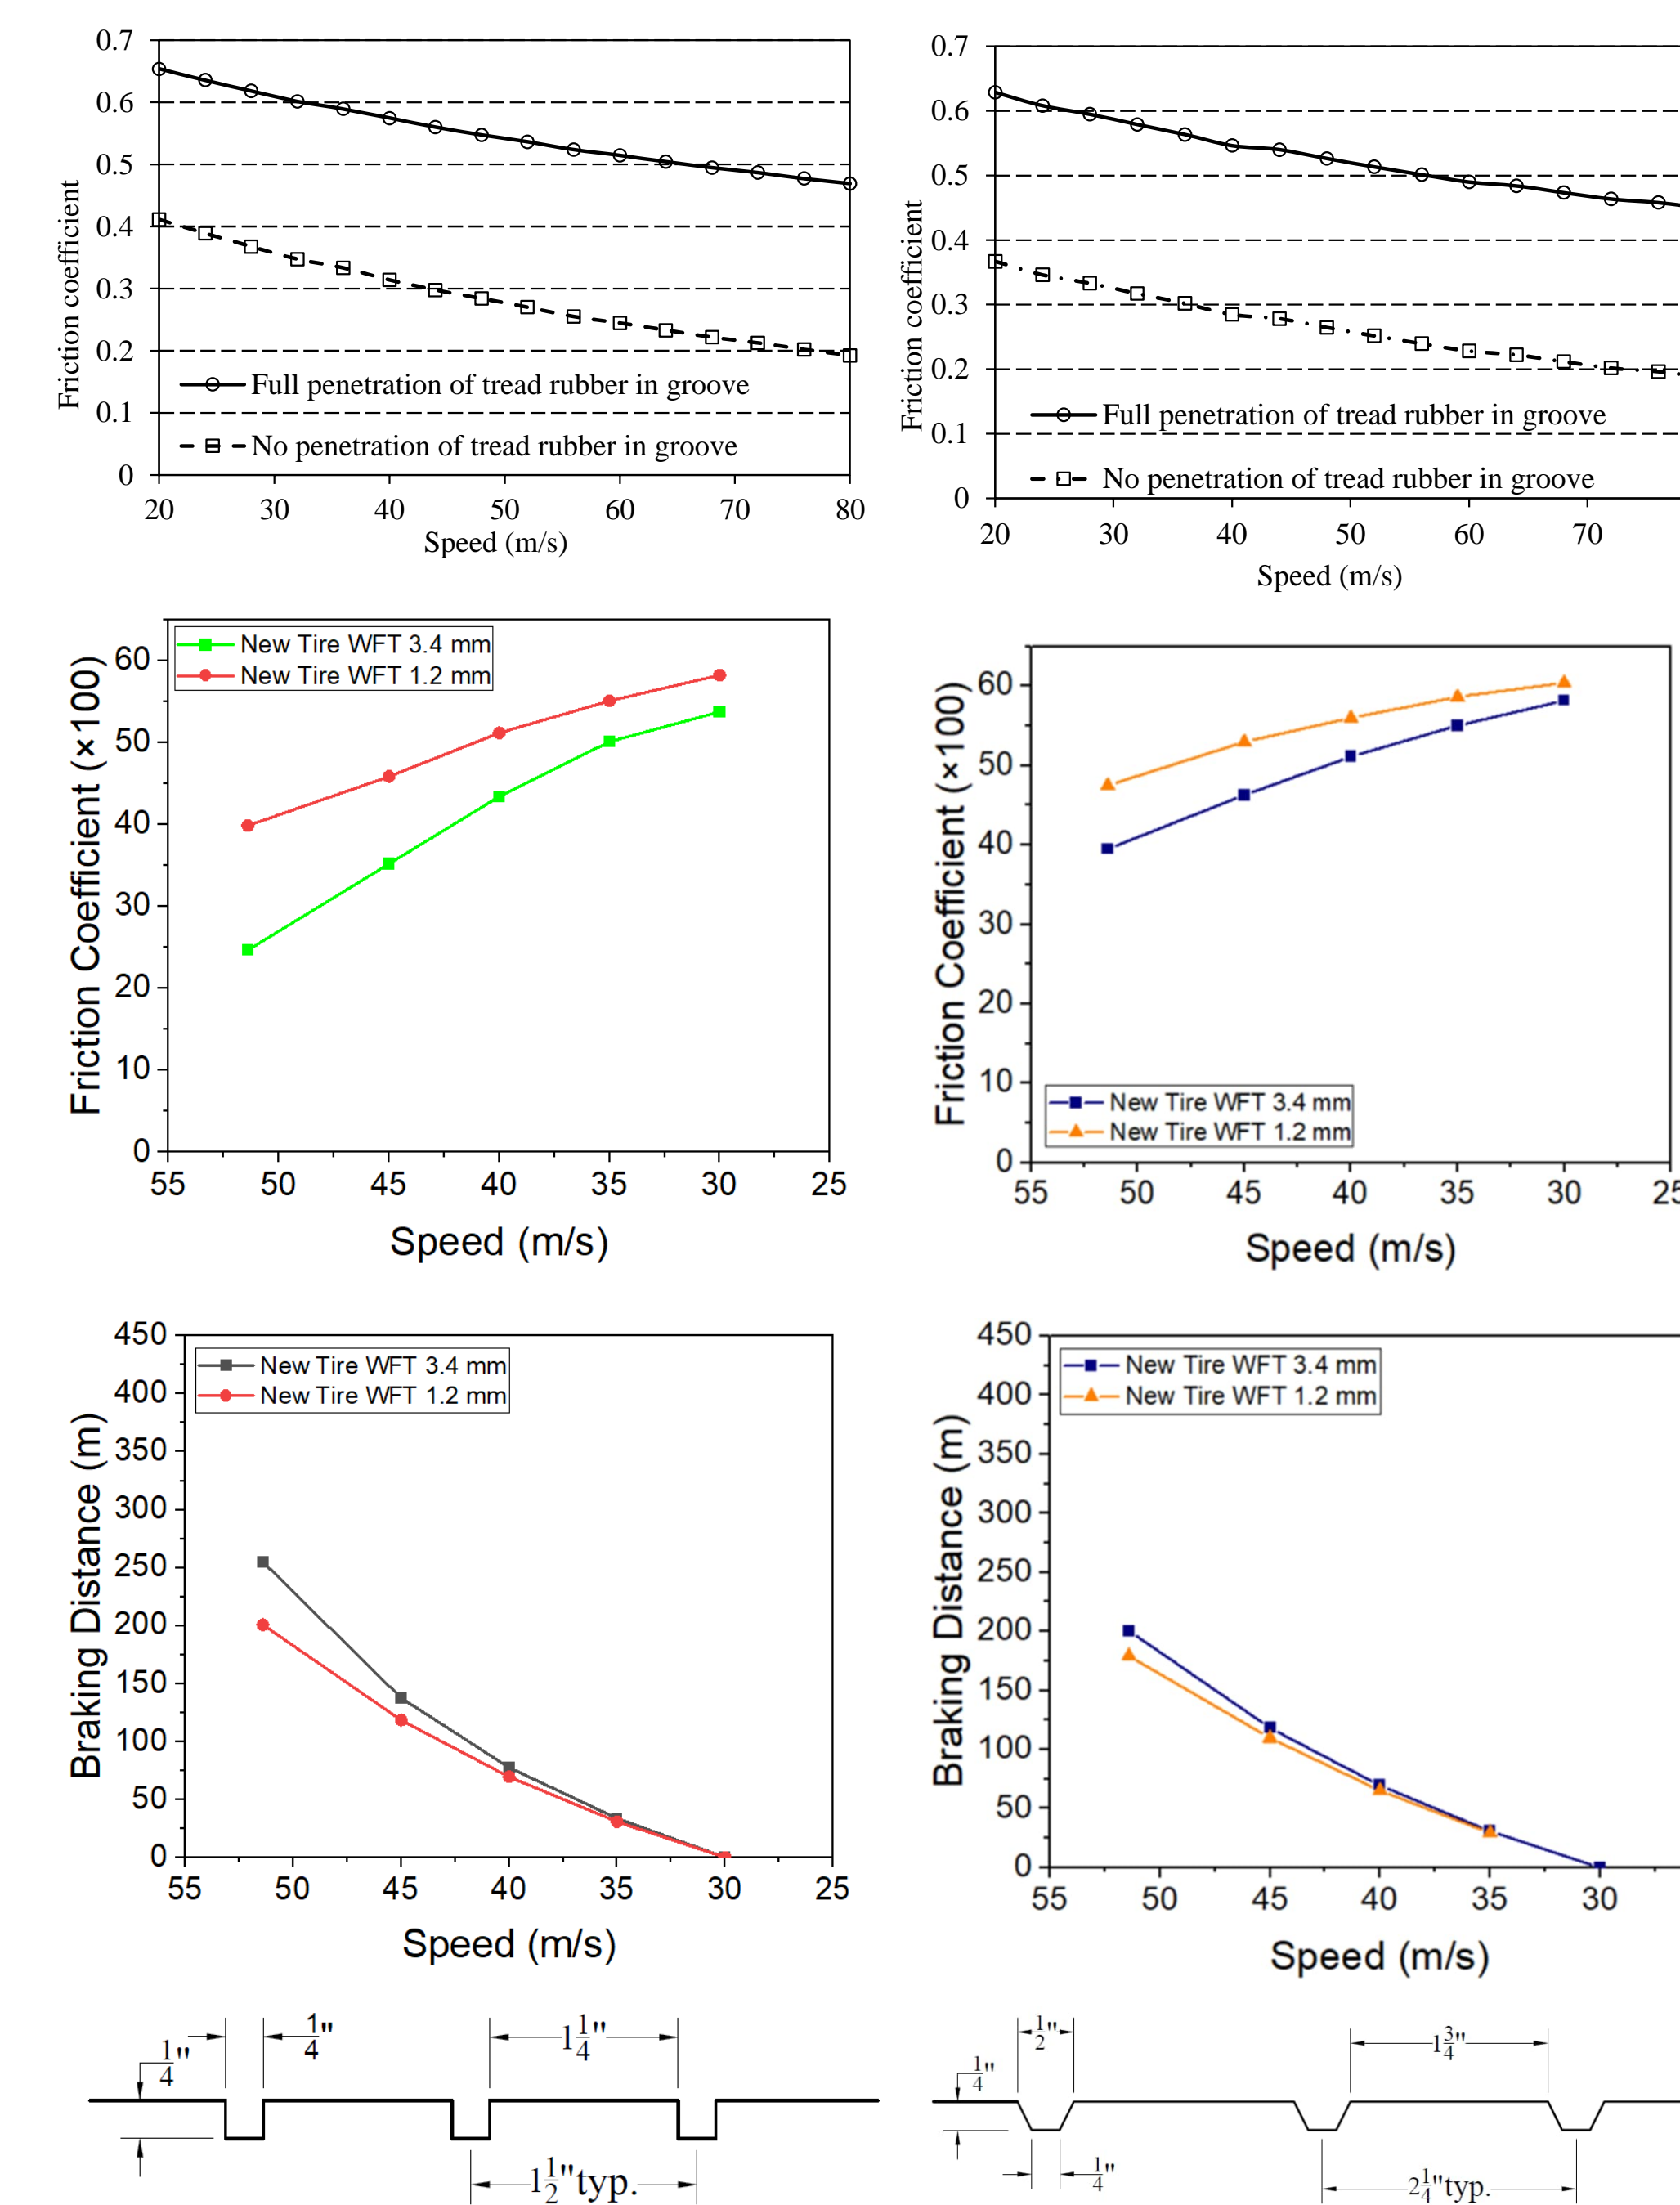 0.7
0.6
0.5
0.4
0.3
0.2
0.1
0
Friction coefficient
Full penetration of tread rubber in groove
No penetration of tread rubber in groove
20 30 40 50 60 70 80
Speed (m/s)
0.7
0.6
0.5
0.4
0.3
0.2
0.1
0
Friction coefficient
Full penetration of tread rubber in groove
No penetration of tread rubber in groove
20 30 40 50 60 70
Speed (m/s)
New Tire WFT 3.4 mm
New Tire WFT 1.2 mm
60
50
40
30
20
10
0
Friction Coefficient (×100)
55 50 45 40 35 30 25
Speed (m/s)
60
50
40
30
20
10
0
Friction Coefficient (×100)
New Tire WFT 3.4 mm
New Tire WFT 1.2 mm
55 50 45 40 35 30 25
Speed (m/s)
450
400
350
300
250
200
150
100
50
0
Braking Distance (m)
New Tire WFT 3.4 mm
New Tire WFT 1.2 mm
55 50 45 40 35 30 25
Speed (m/s)
450
400
350
300
250
200
150
100
50
0
Braking Distance (m)
New Tire WFT 3.4 mm
New Tire WFT 1.2 mm
55 50 45 40 35 30
Speed (m/s)
1/4"
1/4"
1 1/4"
1 1/2" typ.
1/2"
1/4"
1 3/4"
1/4"
2 1/4" typ.